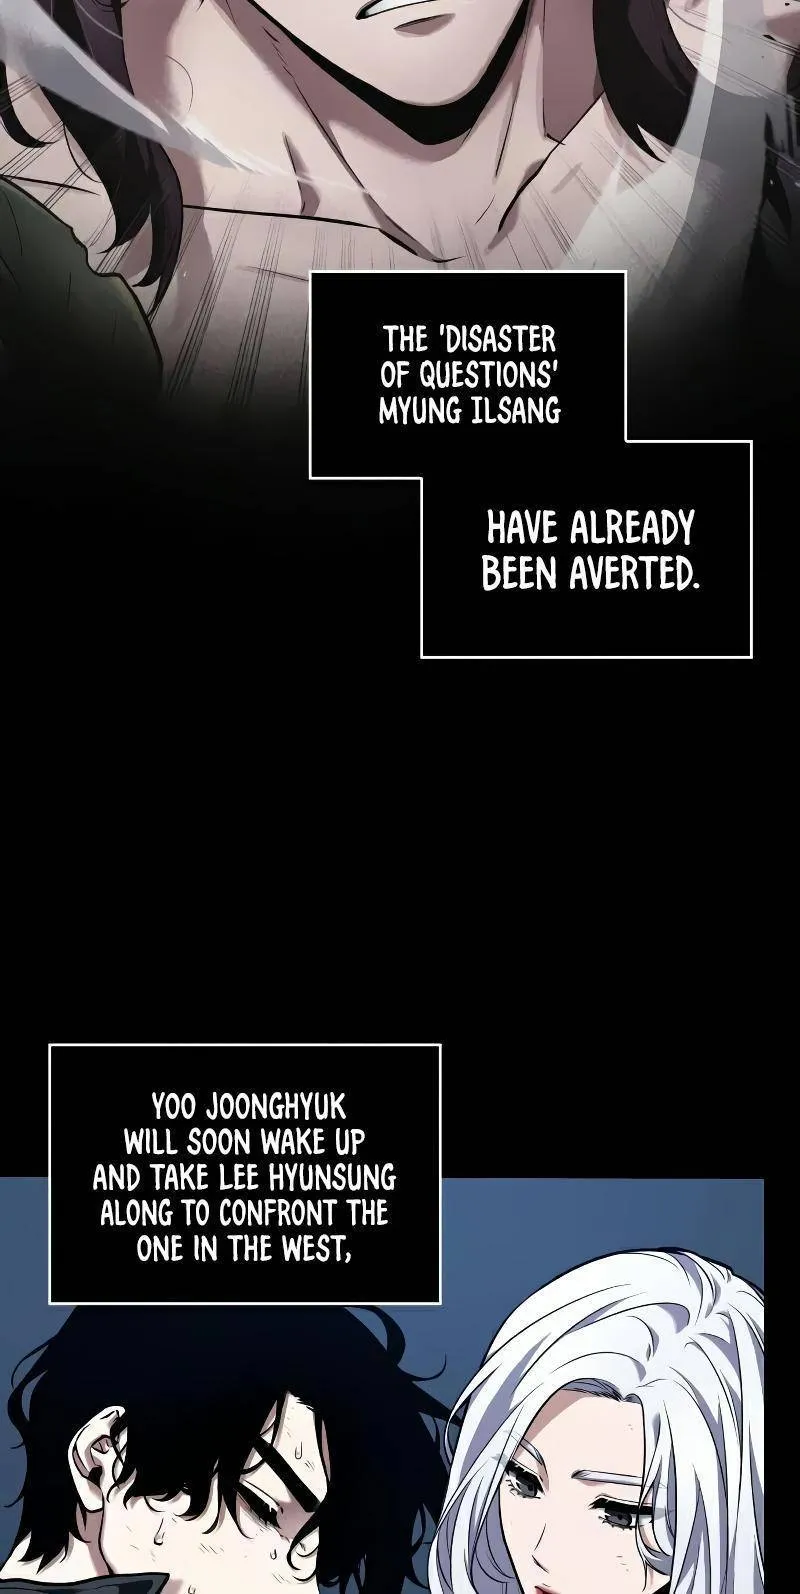 THE 'DISASTER
OF QUESTIONS'
MYUNG ILSANG
HAVE ALREADY
BEEN AVERTED.
YOO JOONGHYUK
WILL SOON WAKE UP
AND TAKE LEE HYUNSUNG
ALONG TO CONFRONT THE
ONE IN THE WEST,